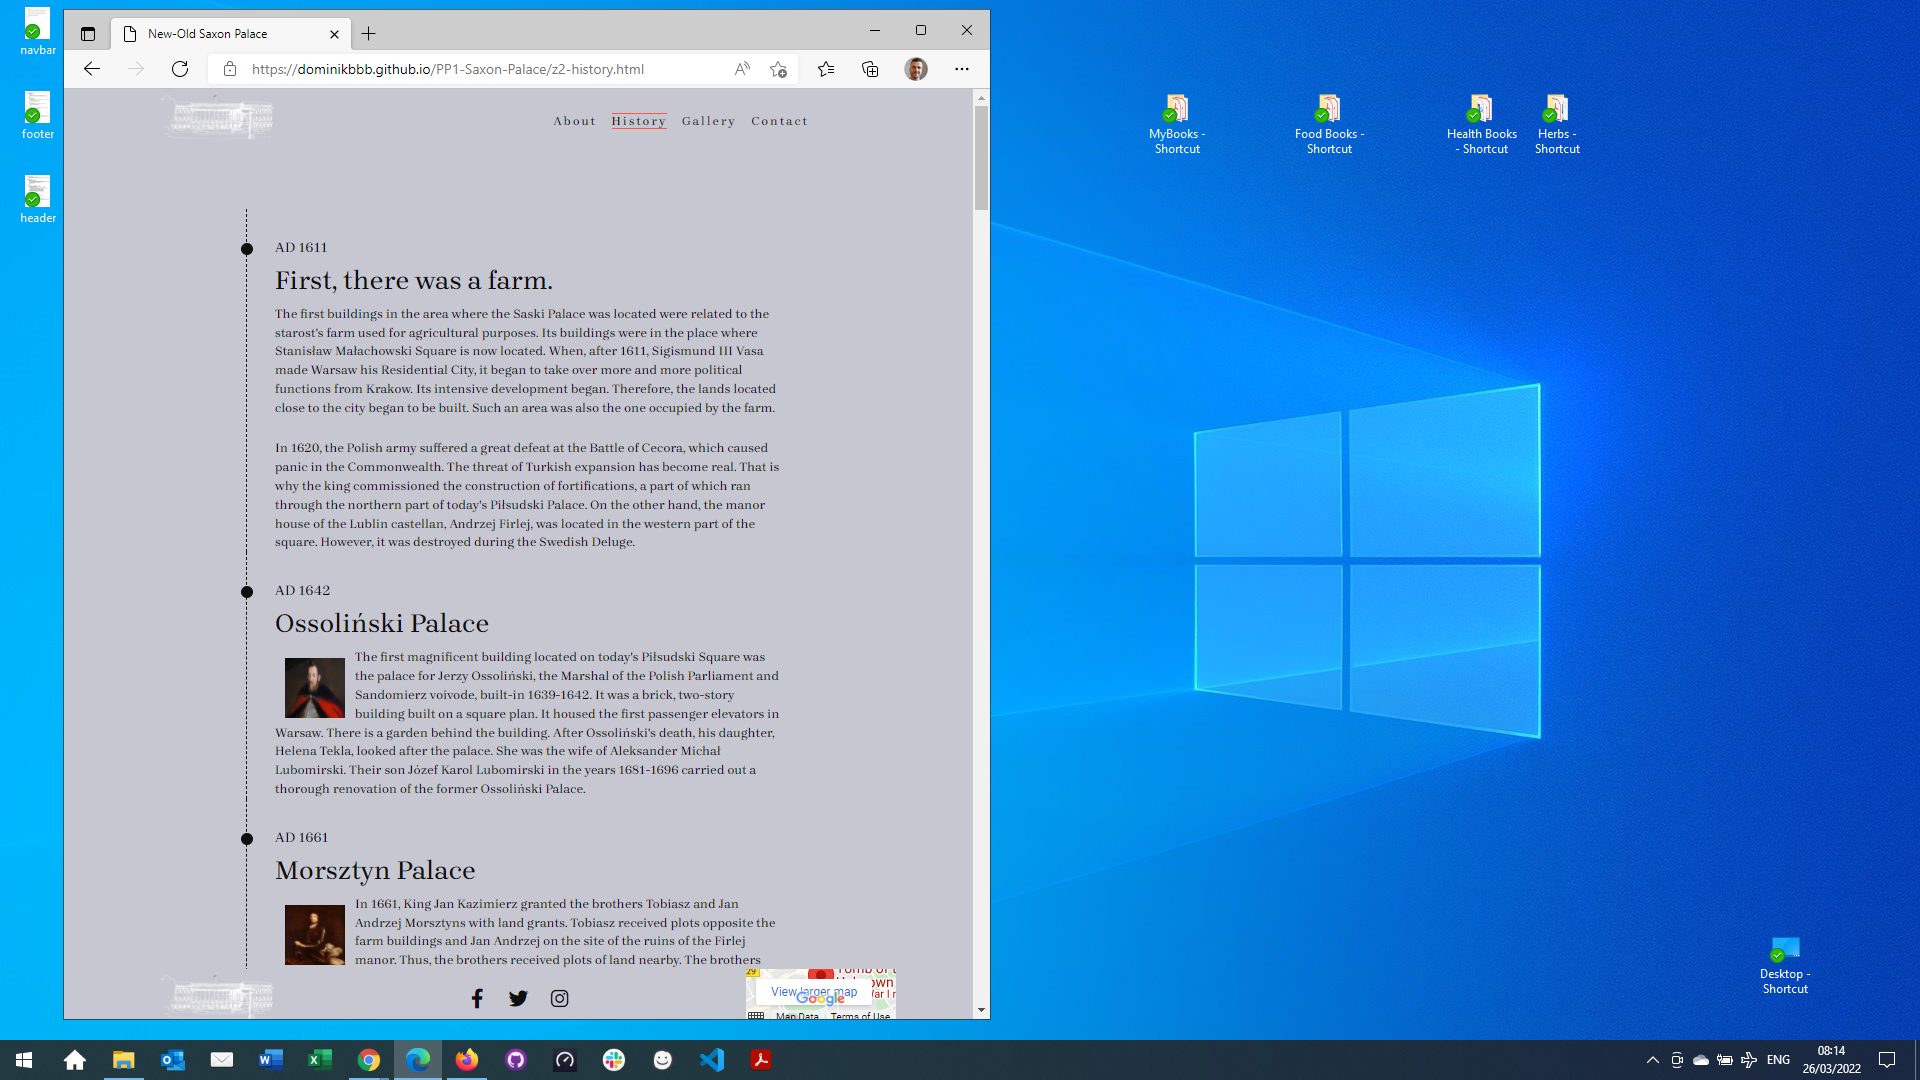 navbar
footer
header
New-Old Saxon Palace
https://dominikbbb.github.io/PP1-Saxon-Palace/z2-history.html
About History Gallery Contact
AD 1611
First, there was a farm.
The first buildings in the area where the Saski Palace was located were related to the
starost's farm used for agricultural purposes. Its buildings were in the place where
Stanisław Małachowski Square is now located. When, after 1611, Sigismund III Vasa
made Warsaw his Residential City, it began to take over more and more political
functions from Krakow. Its intensive development began. Therefore, the lands located
close to the city began to be built. Such an area was also the one occupied by the farm.
In 1620, the Polish army suffered a great defeat at the Battle of Cecora, which caused
panic in the Commonwealth. The threat of Turkish expansion has become real. That is
why the king commissioned the construction of fortifications, a part of which ran
through the northern part of today's Piłsudski Palace. On the other hand, the manor
house of the Lublin castellan, Andrzej Firlej, was located in the western part of the
square. However, it was destroyed during the Swedish Deluge.
AD 1642
Ossoliński Palace
The first magnificent building located on today's Piłsudski Square was
the palace for Jerzy Ossoliński, the Marshal of the Polish Parliament and
Sandomierz voivode, built-in 1639-1642. It was a brick, two-story
building built on a square plan. It housed the first passenger elevators in
Warsaw. There is a garden behind the building. After Ossoliński's death, his daughter,
Helena Tekla, looked after the palace. She was the wife of Aleksander Michał
Lubomirski. Their son Józef Karol Lubomirski in the years 1681-1696 carried out a
thorough renovation of the former Ossoliński Palace.
AD 1661
Morsztyn Palace
In 1661, King Jan Kazimierz granted the brothers Tobiasz and Jan
Andrzej Morsztyns with land grants. Tobiasz received plots opposite the
farm buildings and Jan Andrzej on the site of the ruins of the Firlej
manor. Thus, the brothers received plots of land nearby. The brothers
29
View larger map
Google
Map Data Terms of Use
MyBooks -
Shortcut
Food Books -
Shortcut
Health Books
- Shortcut
Herbs -
Shortcut
Desktop -
Shortcut
ENG
08:14
26/03/2022